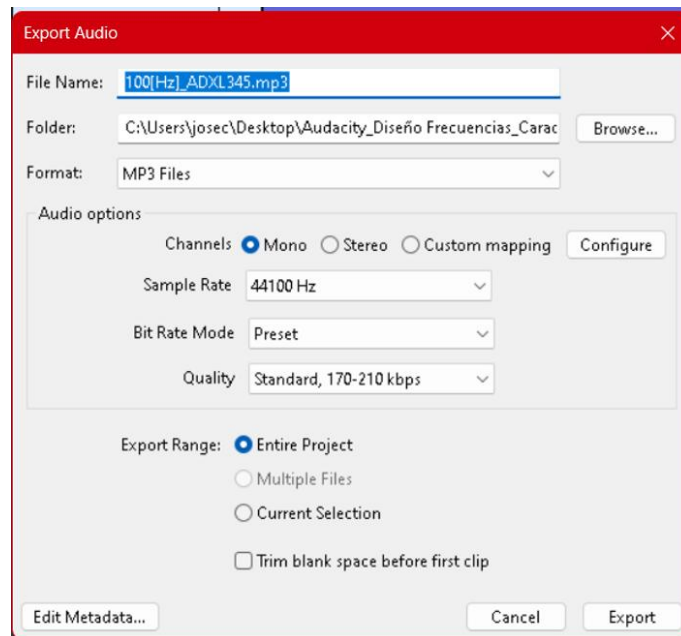 Export Audio
File Name: 100[Hz]_ADXL345.mp3
Folder: C:\Users\josec\Desktop\Audacity_Diseño Frecuencias_Carac Browse...
Format: MP3 Files
Audio options
Channels Mono Stereo Custom mapping Configure
Sample Rate 44100 Hz
Bit Rate Mode Preset
Quality Standard, 170-210 kbps
Export Range: Entire Project
Multiple Files
Current Selection
Trim blank space before first clip
Edit Metadata... Cancel Export